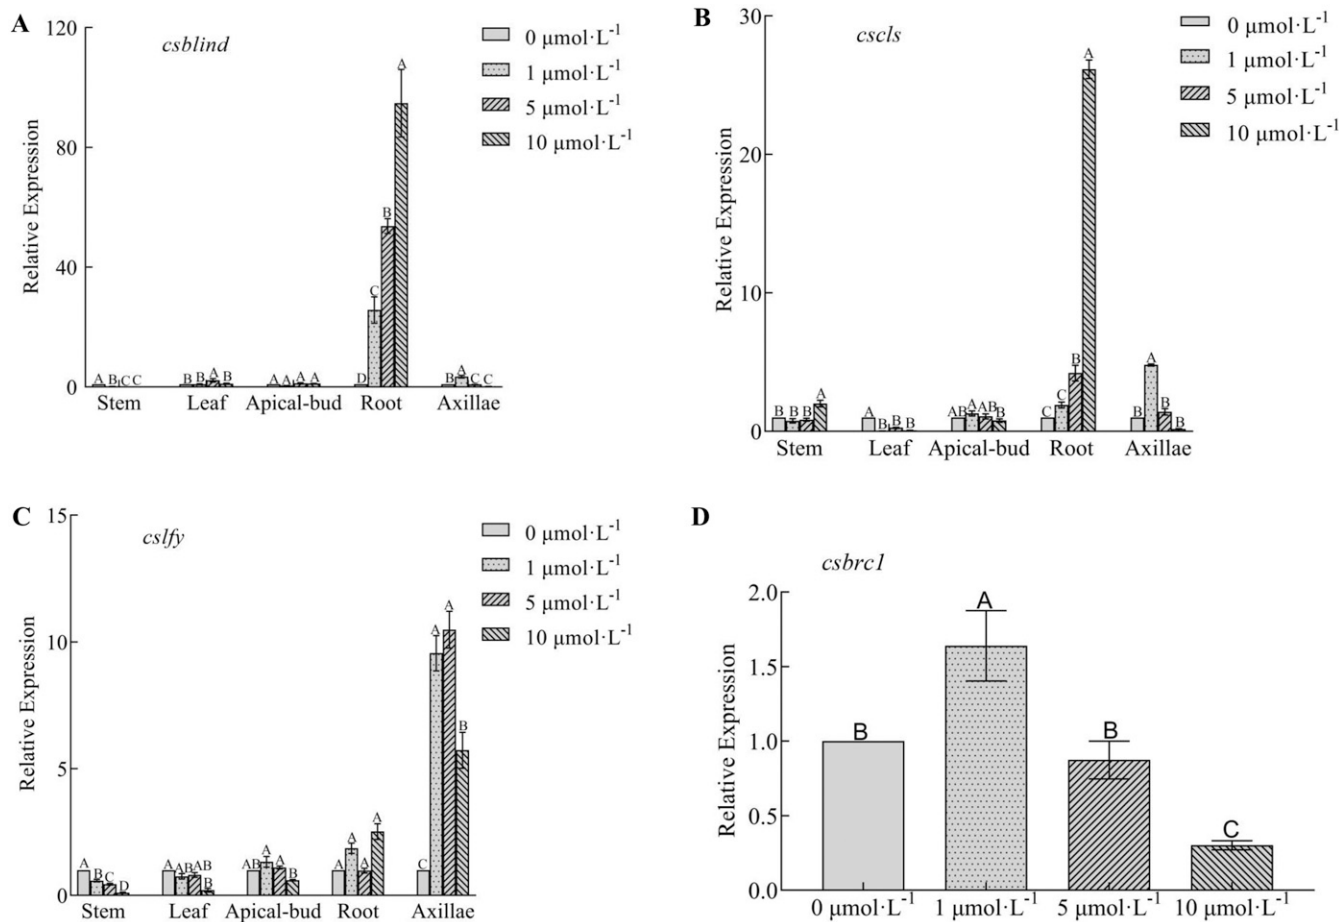 A
csblind
0 μmol·L⁻¹
1 μmol·L⁻¹
5 μmol·L⁻¹
10 μmol·L⁻¹
Relative Expression
120
80
40
0
A B C C
B B A B
A A A A
D C B A
B A C C
Stem Leaf Apical-bud Root Axillae
B
cscls
0 μmol·L⁻¹
1 μmol·L⁻¹
5 μmol·L⁻¹
10 μmol·L⁻¹
Relative Expression
30
20
10
0
B B B A
A B B B
AB A AB B
C C B A
B A B B
Stem Leaf Apical-bud Root Axillae
C
cslfy
0 μmol·L⁻¹
1 μmol·L⁻¹
5 μmol·L⁻¹
10 μmol·L⁻¹
Relative Expression
15
10
5
0
A B C D
A AB AB B
AB A A B
A A A A
C A A B
Stem Leaf Apical-bud Root Axillae
D
csbrc1
Relative Expression
2.0
1.5
1.0
0.5
0.0
B A B C
0 μmol·L⁻¹ 1 μmol·L⁻¹ 5 μmol·L⁻¹ 10 μmol·L⁻¹